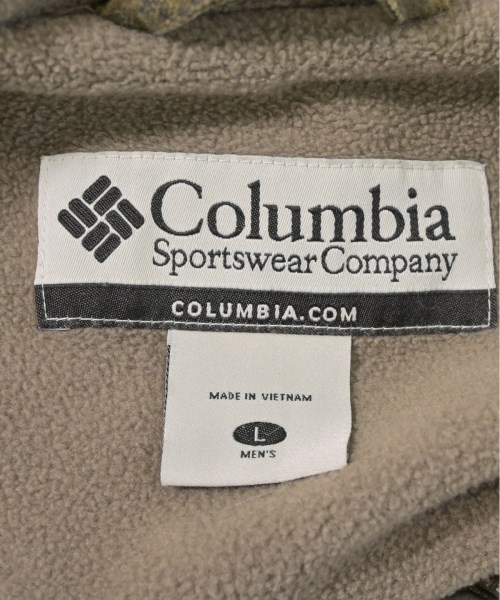 Columbia
Sportswear Company
COLUMBIA.COM
MADE IN VIETNAM
L
MEN'S